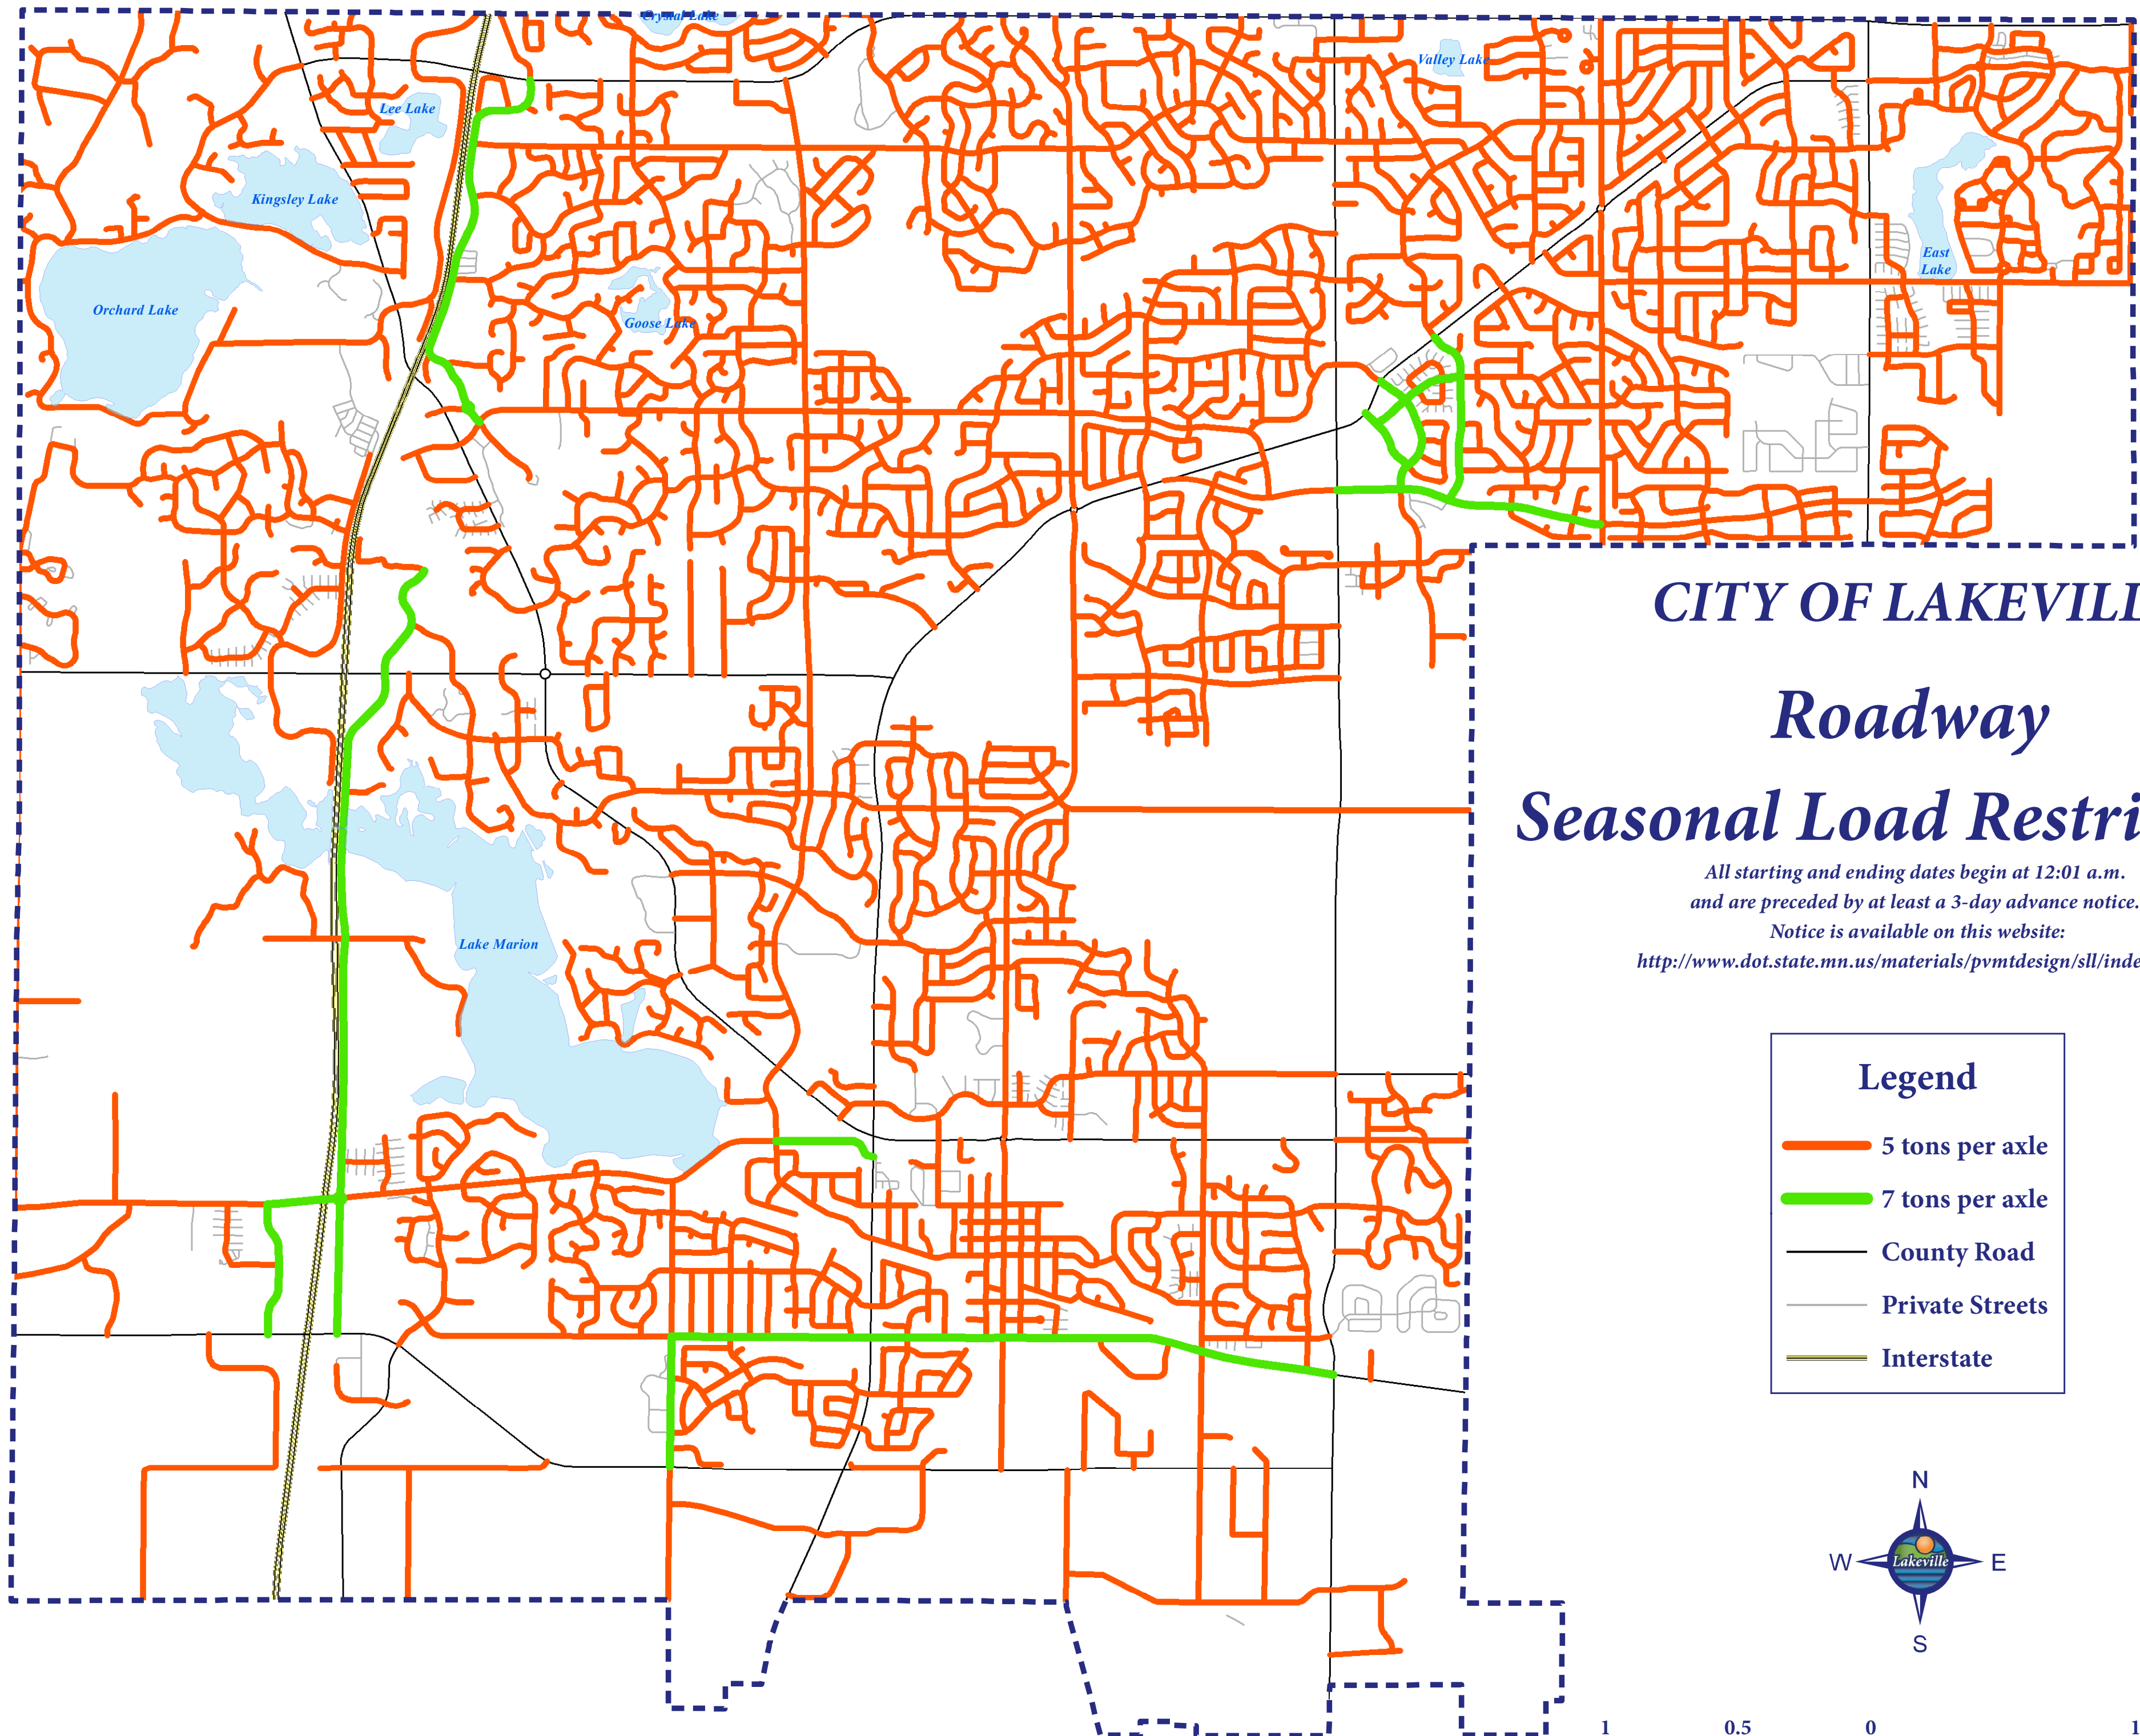 Crystal Lake
Valley Lake
Lee Lake
Kingsley Lake
East
Lake
Orchard Lake
Goose Lake
CITY OF LAKEVILL
Roadway
Seasonal Load Restri
All starting and ending dates begin at 12:01 a.m.
and are preceded by at least a 3-day advance notice.
Notice is available on this website:
http://www.dot.state.mn.us/materials/pvmtdesign/sll/inde
Lake Marion
Legend
5 tons per axle
7 tons per axle
County Road
Private Streets
Interstate
N
W Lakeville E
S
1 0.5 0 1